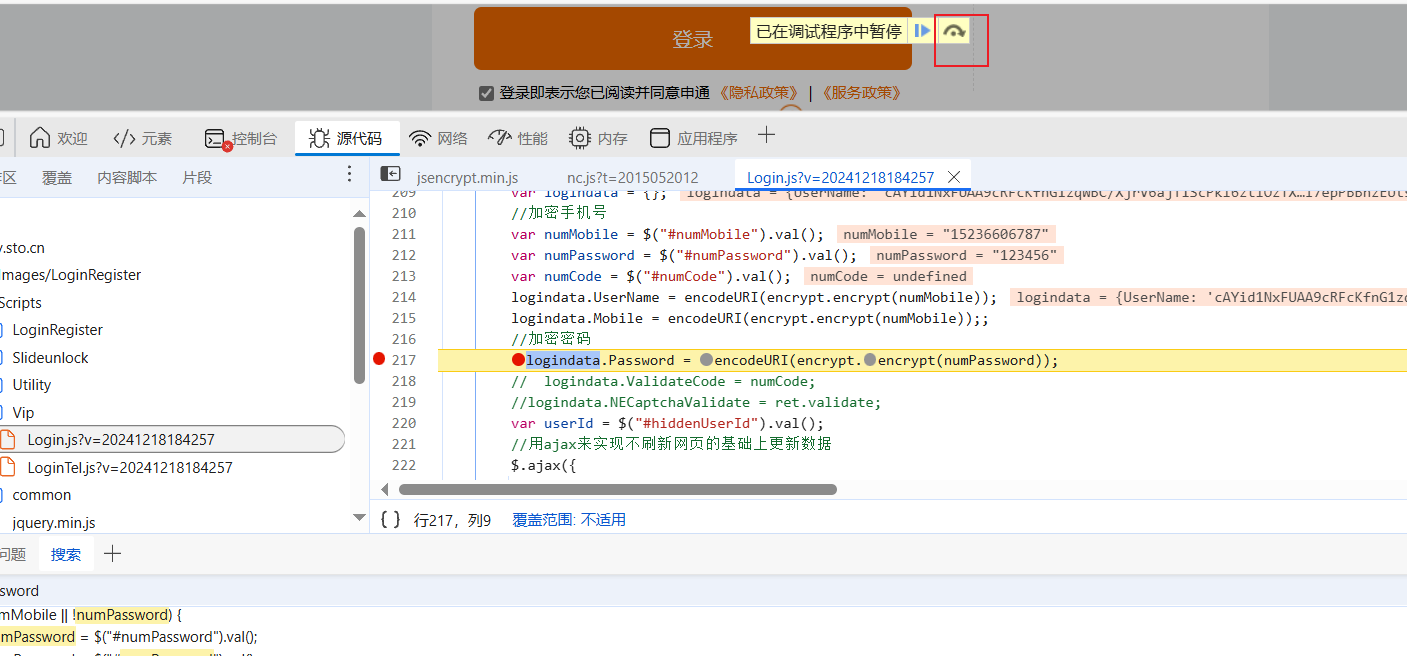 登录
已在调试程序中暂停
登录即表示您已阅读并同意申通 《隐私政策》 | 《服务政策》
欢迎 </> 元素 控制台 源代码 网络 性能 内存 应用程序 +
区 覆盖 内容脚本 片段
jsencrypt.min.js nc.js?t=2015052012 Login.js?v=20241218184257
.sto.cn
mages/LoginRegister
Scripts
LoginRegister
Slideunlock
Utility
Vip
Login.js?v=20241218184257
LoginTel.js?v=20241218184257
common
jquery.min.js
209 var logindata = {};
210 //加密手机号
211 var numMobile = $("#numMobile").val(); numMobile = "15236606787"
212 var numPassword = $("#numPassword").val(); numPassword = "123456"
213 var numCode = $("#numCode").val(); numCode = undefined
214 logindata.UserName = encodeURI(encrypt.encrypt(numMobile)); logindata = {UserName: 'cAYid1NxFUAA9cRFcKfnG1zq
215 logindata.Mobile = encodeURI(encrypt.encrypt(numMobile));;
216 //加密密码
217 logindata.Password = encodeURI(encrypt.encrypt(numPassword));
218 // logindata.ValidateCode = numCode;
219 //logindata.NECaptchaValidate = ret.validate;
220 var userId = $("#hiddenUserId").val();
221 //用ajax来实现不刷新网页的基础上更新数据
222 $.ajax({
{ } 行217，列9 覆盖范围: 不适用
问题 搜索 +
sword
mMobile || !numPassword) {
mPassword = $("#numPassword").val();